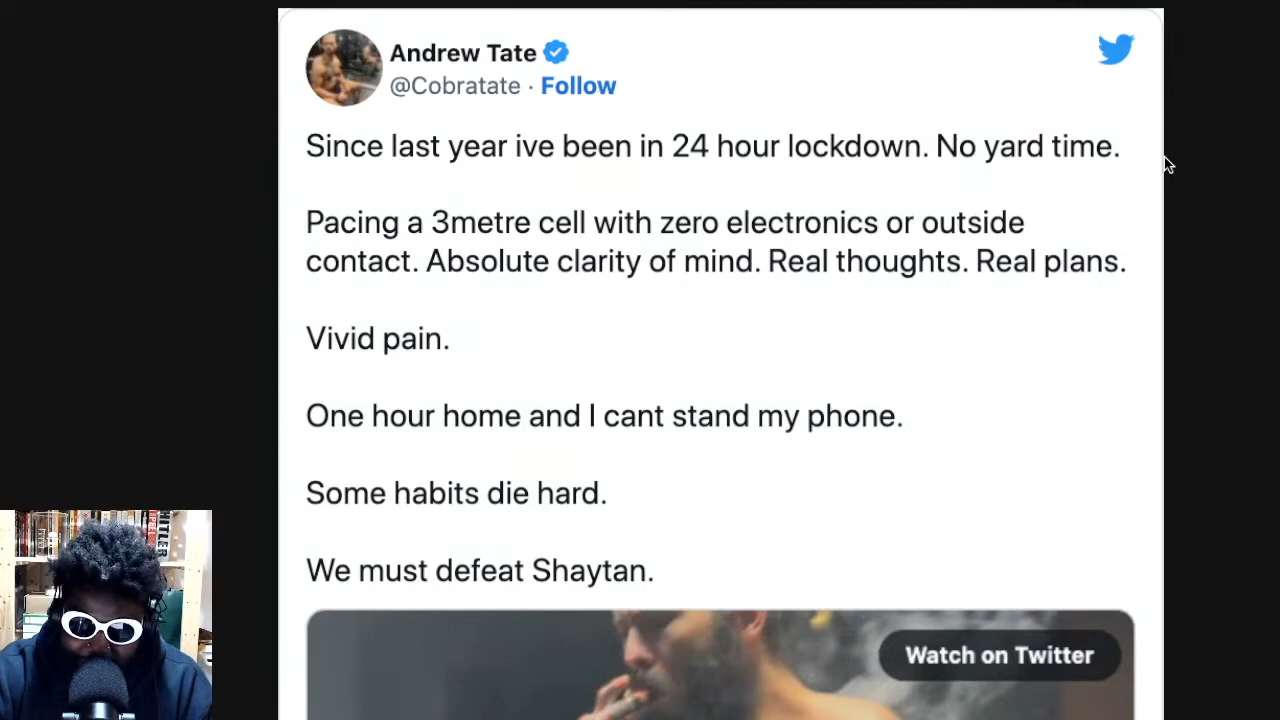 Andrew Tate
@Cobratate · Follow
Since last year ive been in 24 hour lockdown. No yard time.
Pacing a 3metre cell with zero electronics or outside
contact. Absolute clarity of mind. Real thoughts. Real plans.
Vivid pain.
One hour home and I cant stand my phone.
Some habits die hard.
We must defeat Shaytan.
Watch on Twitter